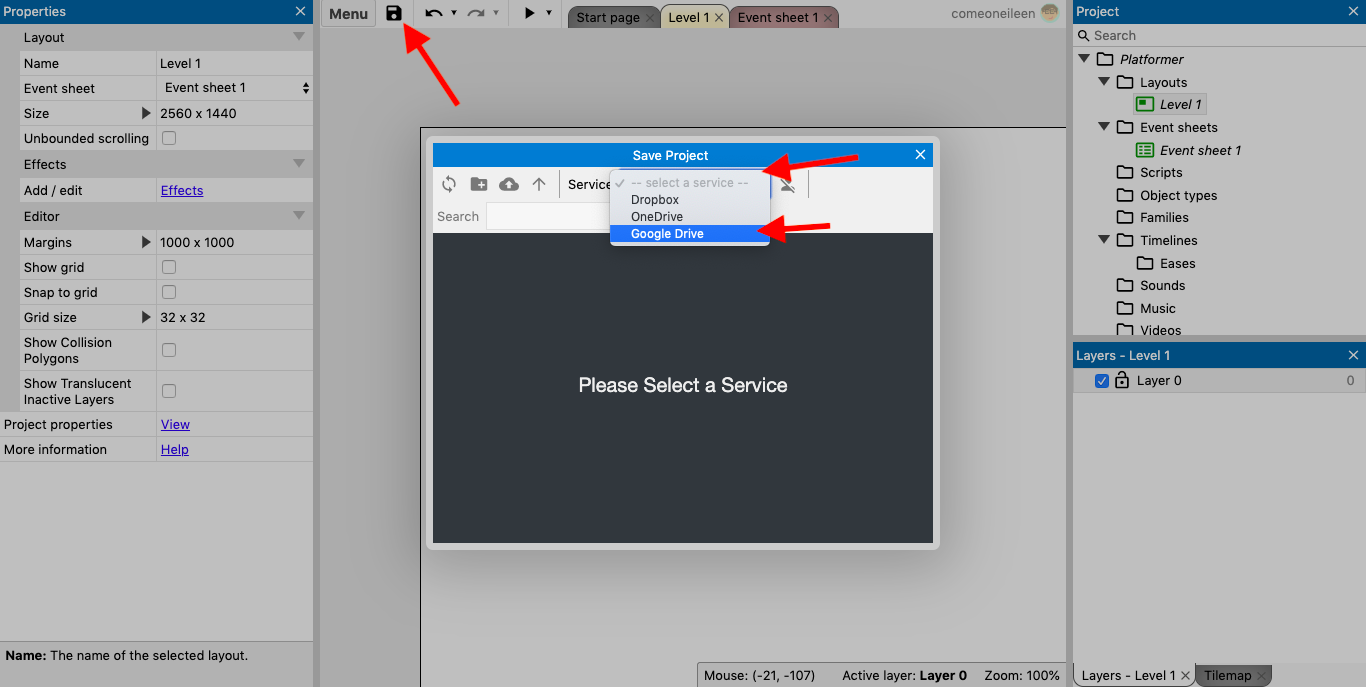 Properties
Layout
Name Level 1
Event sheet Event sheet 1
Size 2560 x 1440
Unbounded scrolling
Effects
Add / edit Effects
Editor
Margins 1000 x 1000
Show grid
Snap to grid
Grid size 32 x 32
Show Collision
Polygons
Show Translucent
Inactive Layers
Project properties View
More information Help
Name: The name of the selected layout.
Menu
Start page Level 1 Event sheet 1
comeoneileen
Save Project
Service
-- select a service --
Dropbox
OneDrive
Google Drive
Search
Please Select a Service
Mouse: (-21, -107) Active layer: Layer 0 Zoom: 100%
Project
Search
Platformer
Layouts
Level 1
Event sheets
Event sheet 1
Scripts
Object types
Families
Timelines
Eases
Sounds
Music
Videos
Layers - Level 1
Layer 0 0
Layers - Level 1 Tilemap